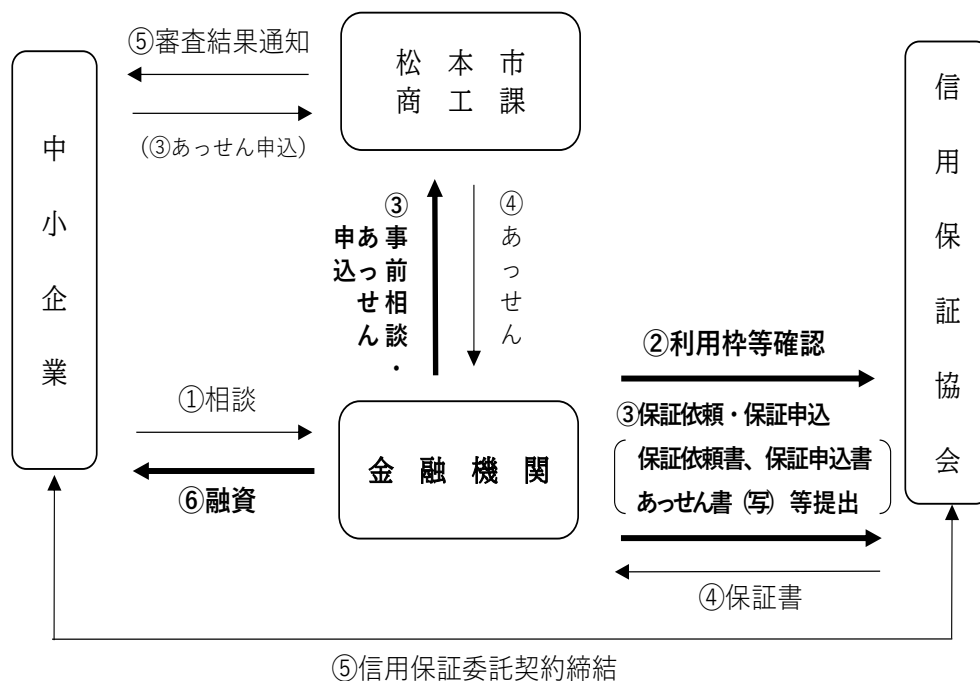 ⑤審査結果通知
松本市
商工課
(③あっせん申込)
中小企業
信用保証協会
③事前相談・
あっせん
申込
④あっせん
②利用枠等確認
①相談
③保証依頼・保証申込
保証依頼書、保証申込書
あっせん書(写)等提出
金融機関
⑥融資
④保証書
⑤信用保証委託契約締結